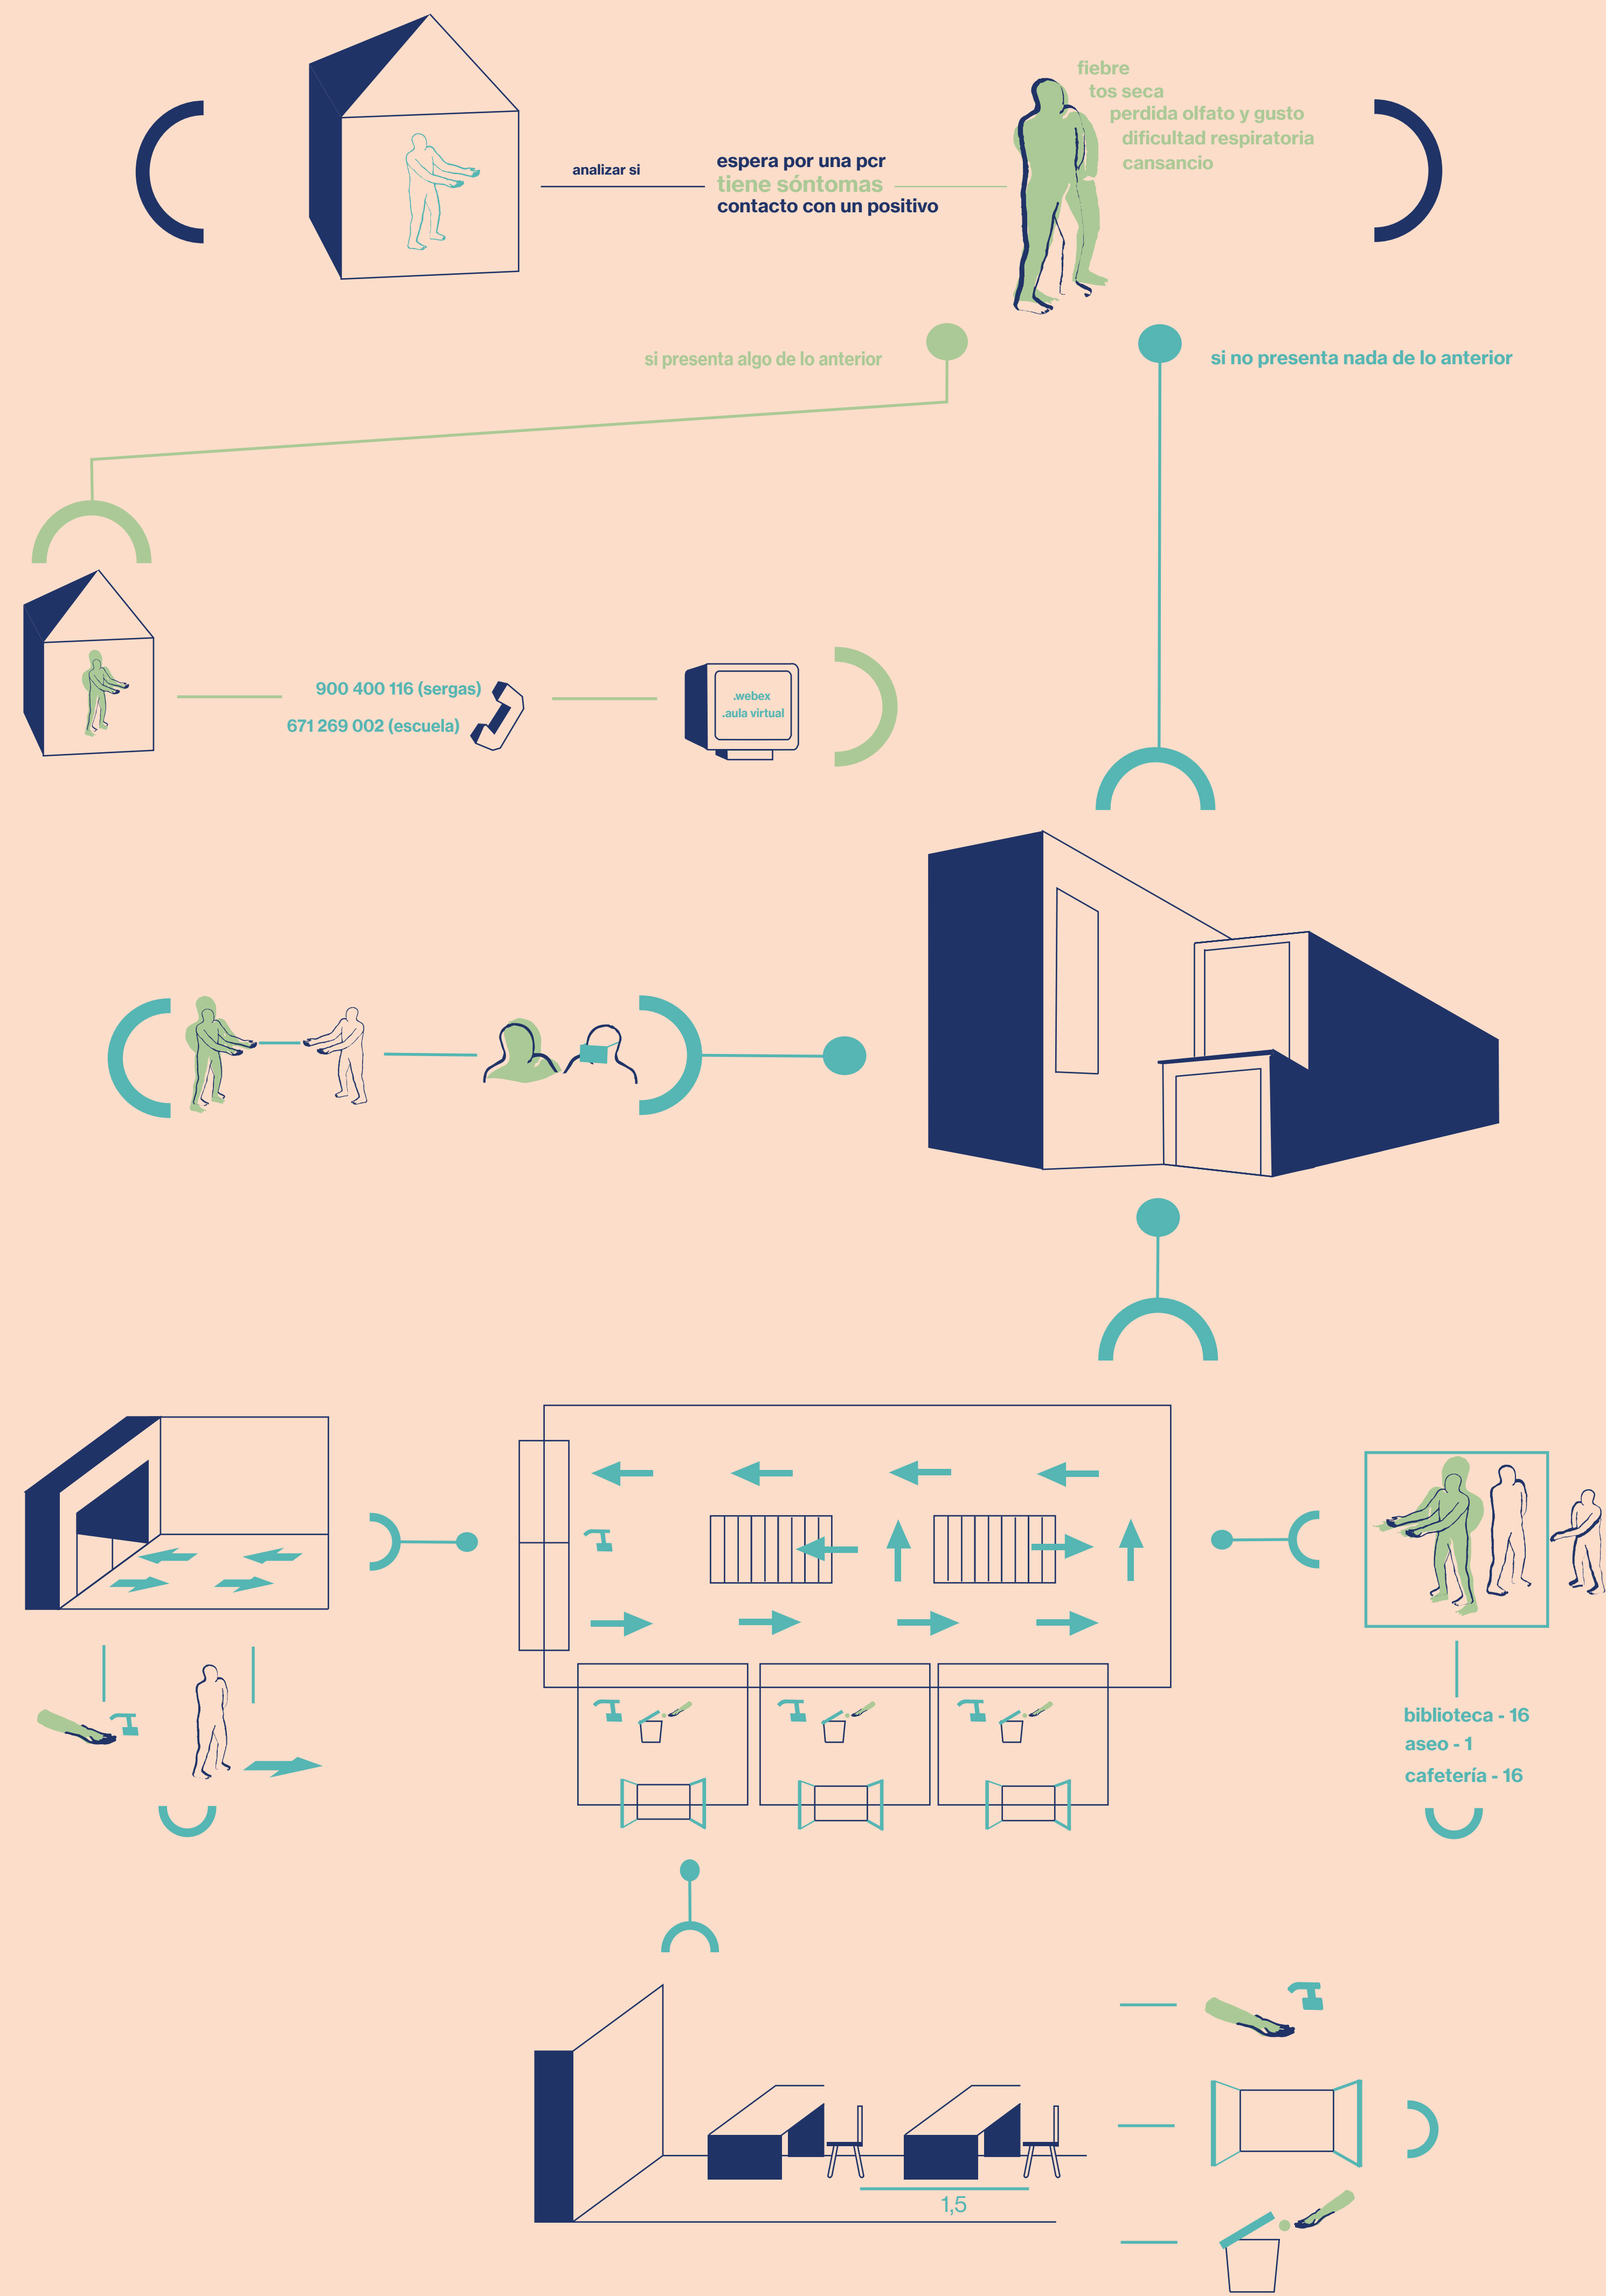 fiebre
tos seca
perdida olfato y gusto
dificultad respiratoria
cansancio
analizar si
espera por una pcr
tiene sóntomas
contacto con un positivo
si presenta algo de lo anterior
si no presenta nada de lo anterior
900 400 116 (sergas)
671 269 002 (escuela)
.webex
.aula virtual
biblioteca - 16
aseo - 1
cafetería - 16
1,5